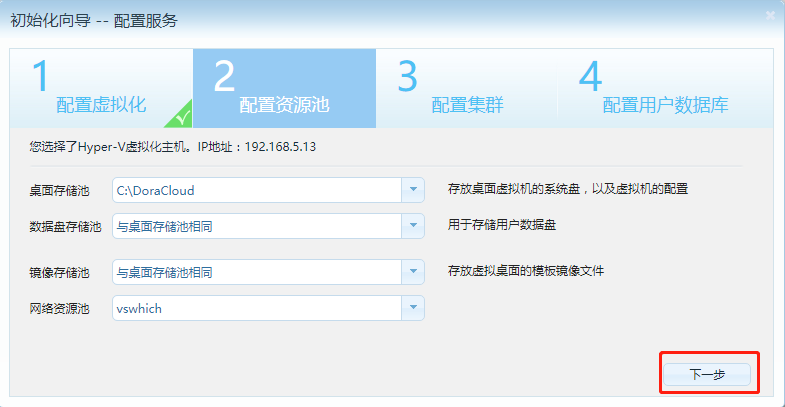 初始化向导 -- 配置服务
1 配置虚拟化
2 配置资源池
3 配置集群
4 配置用户数据库
您选择了Hyper-V虚拟化主机。IP地址：192.168.5.13
桌面存储池 C:\DoraCloud 存放桌面虚拟机的系统盘，以及虚拟机的配置
数据盘存储池 与桌面存储池相同 用于存储用户数据盘
镜像存储池 与桌面存储池相同 存放虚拟桌面的模板镜像文件
网络资源池 vswhich
下一步